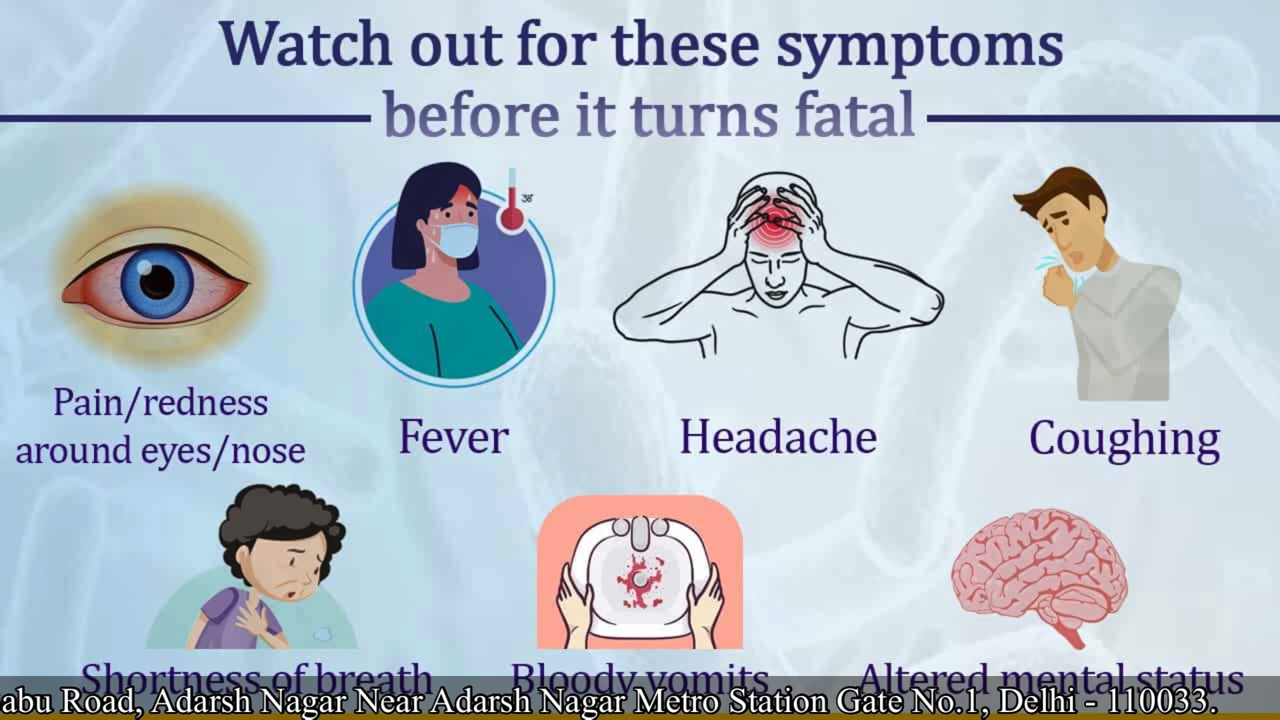 Watch out for these symptoms
before it turns fatal
38°
Pain/redness
around eyes/nose
Fever
Headache
Coughing
Shortness of breath
Bloody vomits
Altered mental status
abu Road, Adarsh Nagar Near Adarsh Nagar Metro Station Gate No.1, Delhi - 110033.